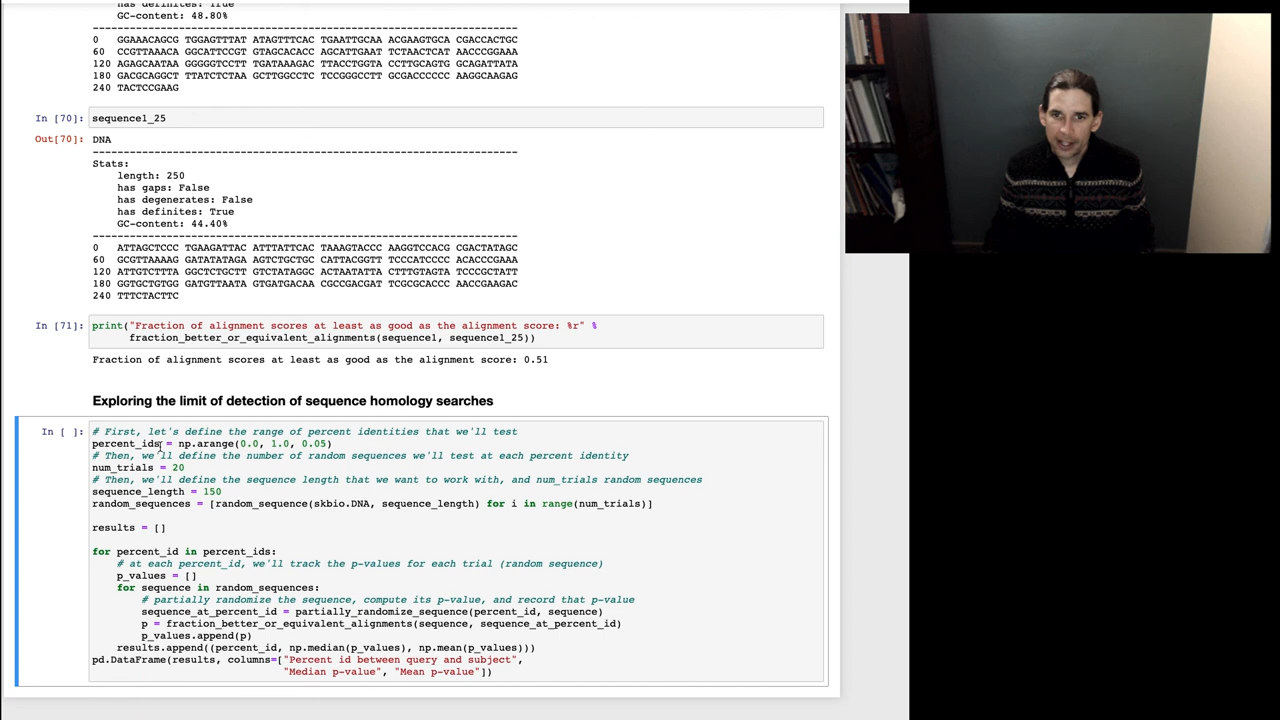 has definites: True
GC-content: 48.80%
----------------------------------------------------------------------
0 GGAAACAGCG TGGAGTTTAT ATAGTTTCAC TGAATTGCAA ACGAAGTGCA CGACCACTGC
60 CCGTTAAACA GGCATTCCGT GTAGCACACC AGCATTGAAT TCTAACTCAT AACCCGGAAA
120 AGAGCAATAA GGGGGTCCTT TGATAAAGAC TTACCTGGTA CCTTGCAGTG GCAGATTATA
180 GACGCAGGCT TTATCTCTAA GCTTGGCCTC TCCGGGCCTT GCGACCCCCC AAGGCAAGAG
240 TACTCCGAAG
In [70]: sequence1_25
Out[70]: DNA
----------------------------------------------------------------------
Stats:
length: 250
has gaps: False
has degenerates: False
has definites: True
GC-content: 44.40%
----------------------------------------------------------------------
0 ATTAGCTCCC TGAAGATTAC ATTTATTCAC TAAAGTACCC AAGGTCCACG CGACTATAGC
60 GCGTTAAAAG GATATATAGA AGTCTGCTGC CATTACGGTT TCCCATCCCC ACACCCGAAA
120 ATTGTCTTTA GGCTCTGCTT GTCTATAGGC ACTAATATTA CTTTGTAGTA TCCCGCTATT
180 GGTGCTGTGG GATGTTAATA GTGATGACAA CGCCGACGAT TCGCGCACCC AACCGAAGAC
240 TTTCTACTTC
In [71]: print("Fraction of alignment scores at least as good as the alignment score: %r" %
fraction_better_or_equivalent_alignments(sequence1, sequence1_25))
Fraction of alignment scores at least as good as the alignment score: 0.51
Exploring the limit of detection of sequence homology searches
In [ ]: # First, let's define the range of percent identities that we'll test
percent_ids = np.arange(0.0, 1.0, 0.05)
# Then, we'll define the number of random sequences we'll test at each percent identity
num_trials = 20
# Then, we'll define the sequence length that we want to work with, and num_trials random sequences
sequence_length = 150
random_sequences = [random_sequence(skbio.DNA, sequence_length) for i in range(num_trials)]
results = []
for percent_id in percent_ids:
# at each percent_id, we'll track the p-values for each trial (random sequence)
p_values = []
for sequence in random_sequences:
# partially randomize the sequence, compute its p-value, and record that p-value
sequence_at_percent_id = partially_randomize_sequence(percent_id, sequence)
p = fraction_better_or_equivalent_alignments(sequence, sequence_at_percent_id)
p_values.append(p)
results.append((percent_id, np.median(p_values), np.mean(p_values)))
pd.DataFrame(results, columns=["Percent id between query and subject",
"Median p-value", "Mean p-value"])